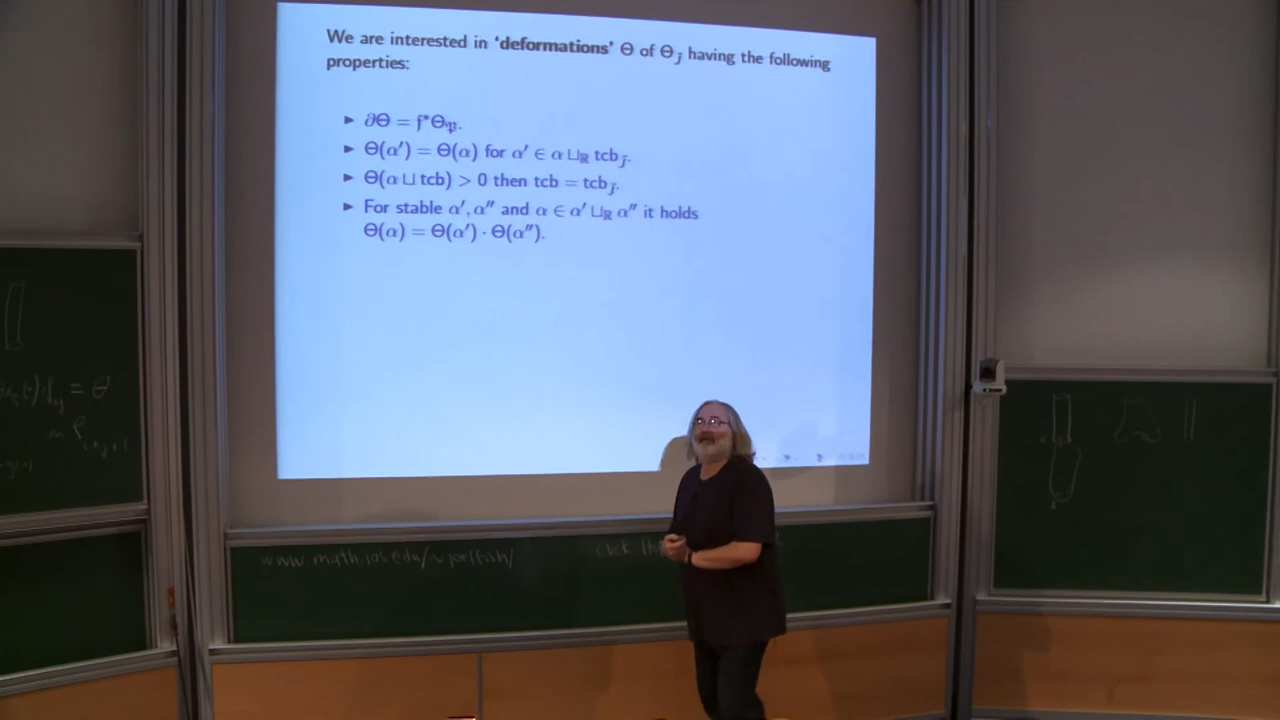 We are interested in ‘deformations’ Θ of Θ_J̃ having the following
properties:
► ∂Θ = f*Θ_𝔓.
► Θ(α′) = Θ(α) for α′ ∈ α ⊔_ℝ tcb_J̃.
► Θ(α ⊔ tcb) > 0 then tcb = tcb_J̃.
► For stable α′, α″ and α ∈ α′ ⊔_ℝ α″ it holds
Θ(α) = Θ(α′) · Θ(α″).
= Θ
www.math.ias.edu/~joelfish/
click